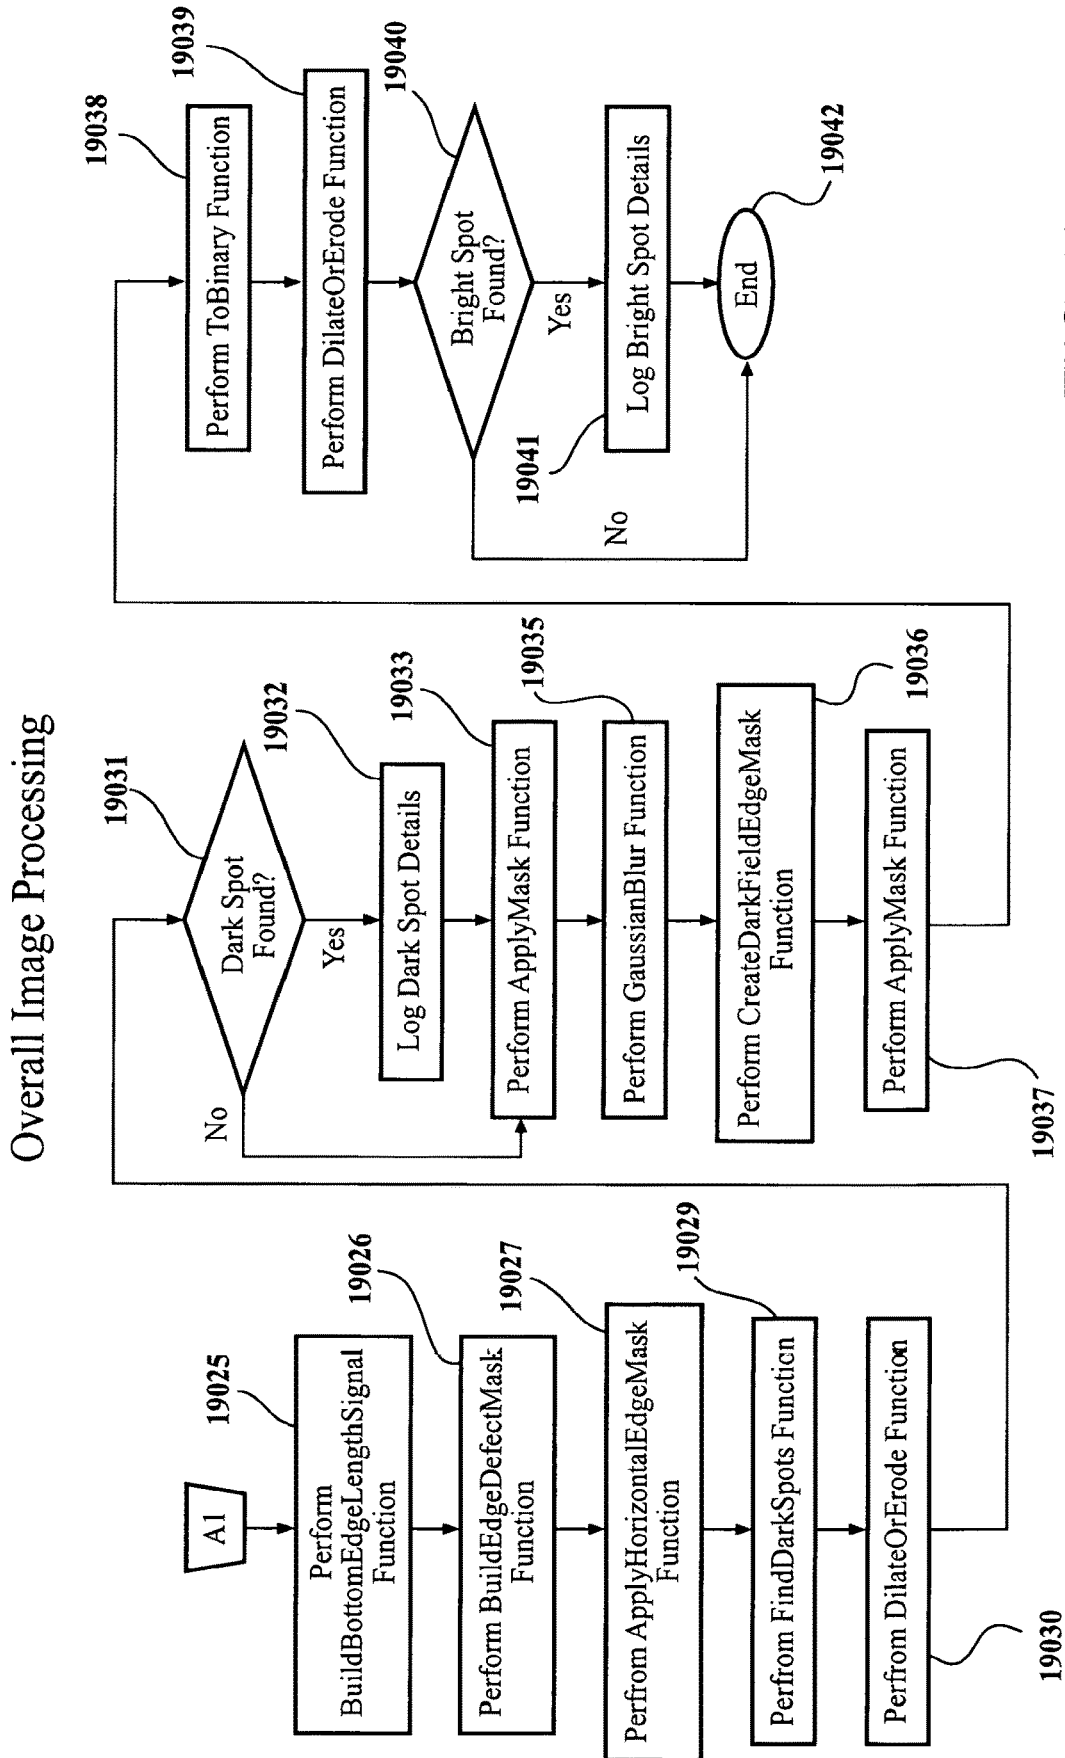 Overall Image Processing
A1
Perform
BuildBottomEdgeLengthSignal
Function
19025
Perform BuildEdgeDefectMask
Function
19026
Perfrom ApplyHorizontalEdgeMask
Function
19027
Perfrom FindDarkSpots Function
19029
Perfrom DilateOrErode Function
19030
Dark Spot
Found?
19031
No
Yes
Log Dark Spot Details
19032
Perform ApplyMask Function
19033
Perform GaussianBlur Function
19035
Perform CreateDarkFieldEdgeMask
Function
19036
Perform ApplyMask Function
19037
Perform ToBinary Function
19038
Perform DilateOrErode Function
19039
Bright Spot
Found?
19040
No
Yes
Log Bright Spot Details
19041
End
19042